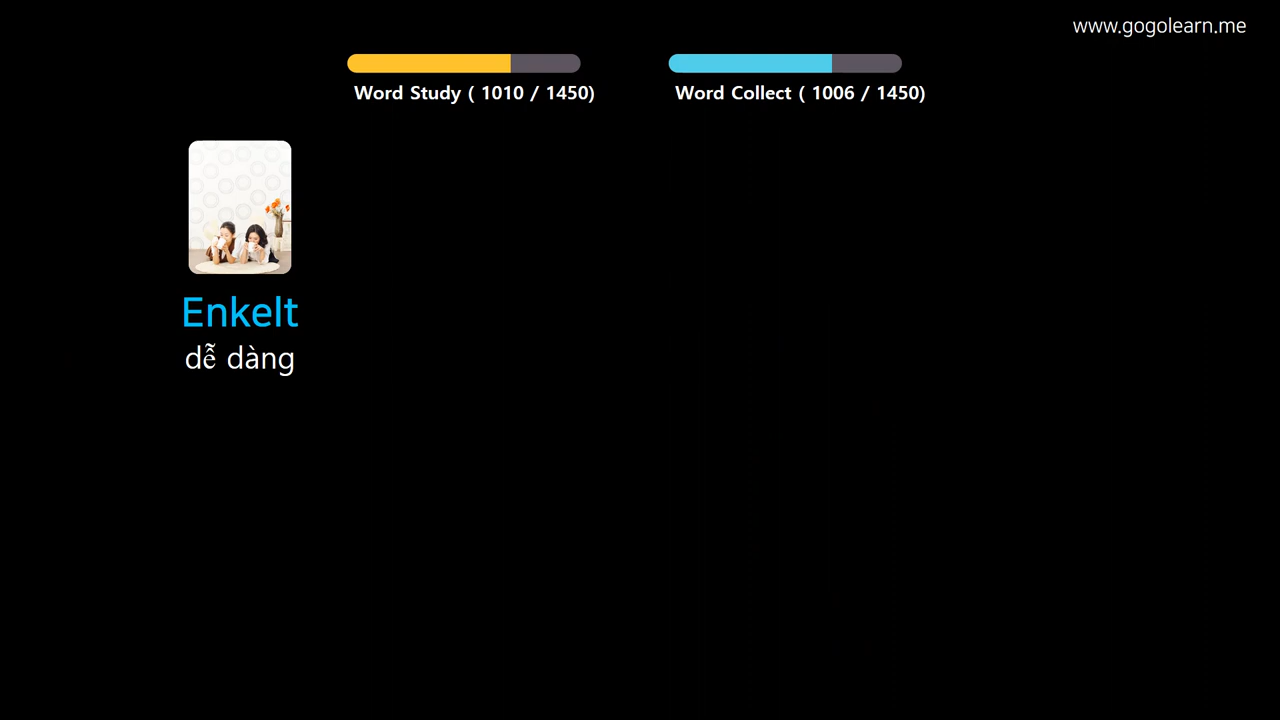 www.gogolearn.me
Word Study ( 1010 / 1450)
Word Collect ( 1006 / 1450)
Enkelt
dễ dàng